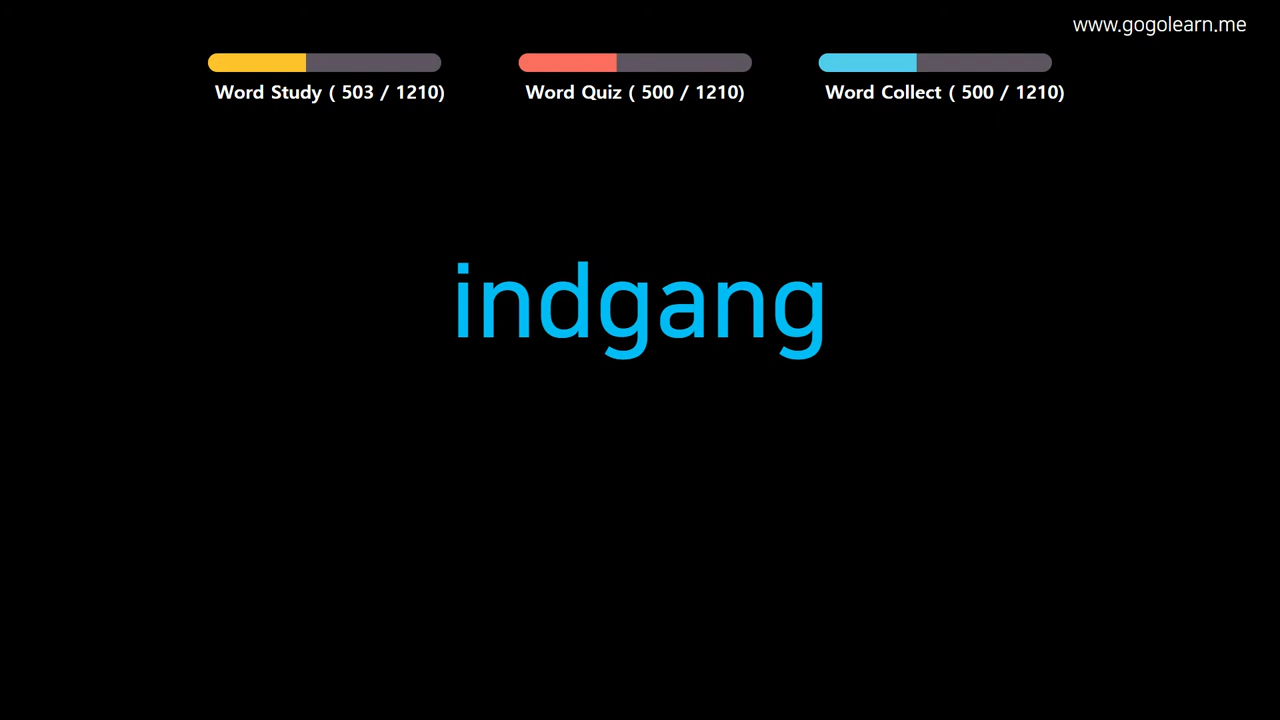 www.gogolearn.me
Word Study ( 503 / 1210)
Word Quiz ( 500 / 1210)
Word Collect ( 500 / 1210)
indgang